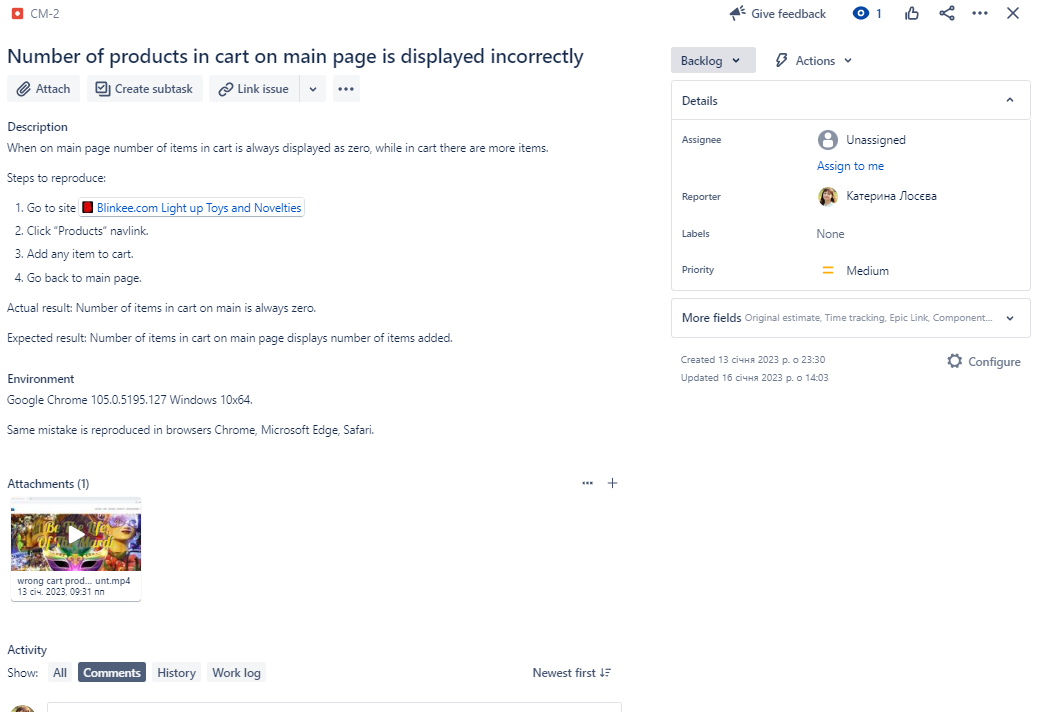 CM-2
Give feedback
1
Number of products in cart on main page is displayed incorrectly
Attach
Create subtask
Link issue
Description
When on main page number of items in cart is always displayed as zero, while in cart there are more items.
Steps to reproduce:
1. Go to site Blinkee.com Light up Toys and Novelties
2. Click “Products” navlink.
3. Add any item to cart.
4. Go back to main page.
Actual result: Number of items in cart on main is always zero.
Expected result: Number of items in cart on main page displays number of items added.
Environment
Google Chrome 105.0.5195.127 Windows 10x64.
Same mistake is reproduced in browsers Chrome, Microsoft Edge, Safari.
Attachments (1)
Be The Life
Of The Mardi
wrong cart prod... unt.mp4
13 січ. 2023, 09:31 пп
Activity
Show: All Comments History Work log
Newest first
Backlog
Actions
Details
Assignee Unassigned
Assign to me
Reporter Катерина Лосєва
Labels None
Priority Medium
More fields Original estimate, Time tracking, Epic Link, Component...
Created 13 січня 2023 р. о 23:30
Updated 16 січня 2023 р. о 14:03
Configure